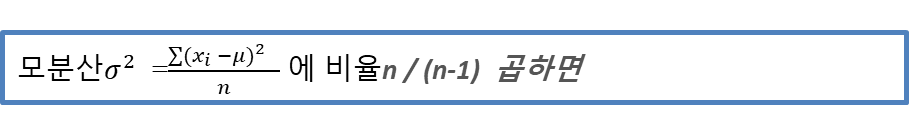 모분산σ² =∑(xᵢ −μ)²/n 에 비율n / (n-1) 곱하면